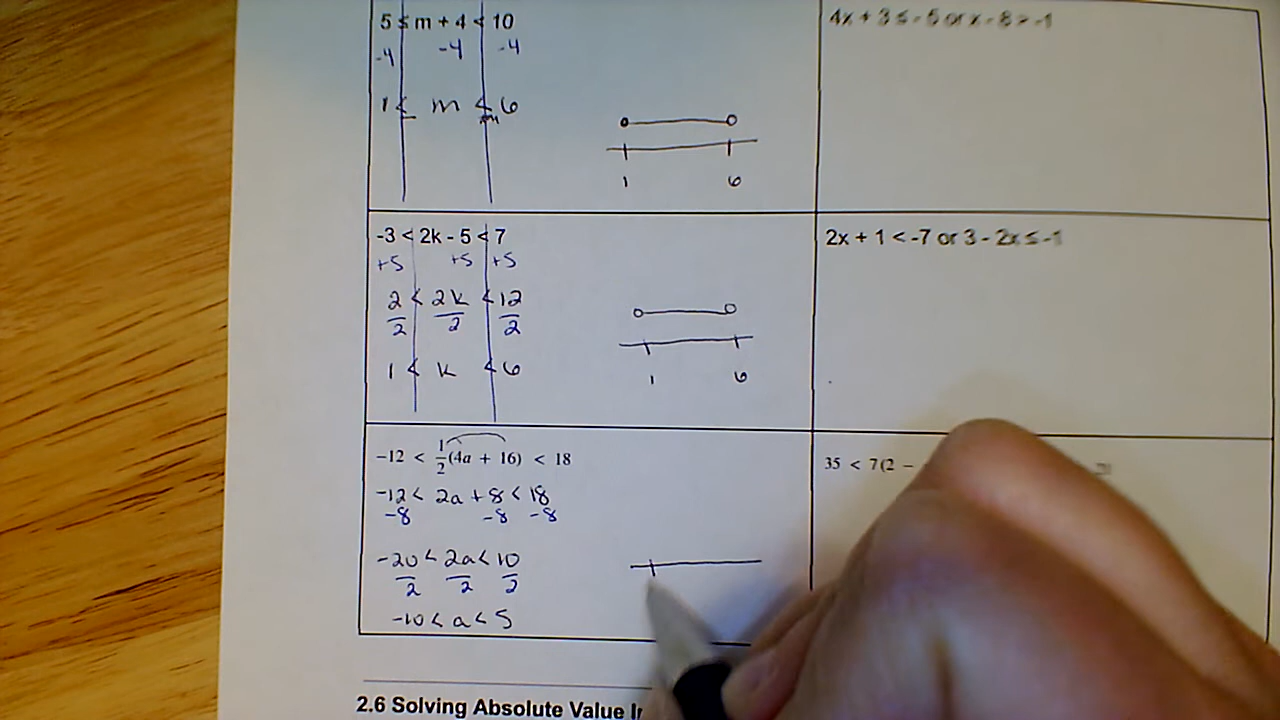 5 ≤ m + 4 < 10
-4 -4 -4
1 ≤ m < 6
1 6
4x + 3 ≤ -5 or x - 8 > -1
-3 < 2k - 5 < 7
+5 +5 +5
2 < 2k < 12
2 2 2
1 < k < 6
1 6
2x + 1 < -7 or 3 - 2x ≤ -1
-12 < 1/2(4a + 16) < 18
-12 < 2a + 8 < 18
-8 -8 -8
-20 < 2a < 10
2 2 2
-10 < a < 5
35 < 7(2 -
2.6 Solving Absolute Value